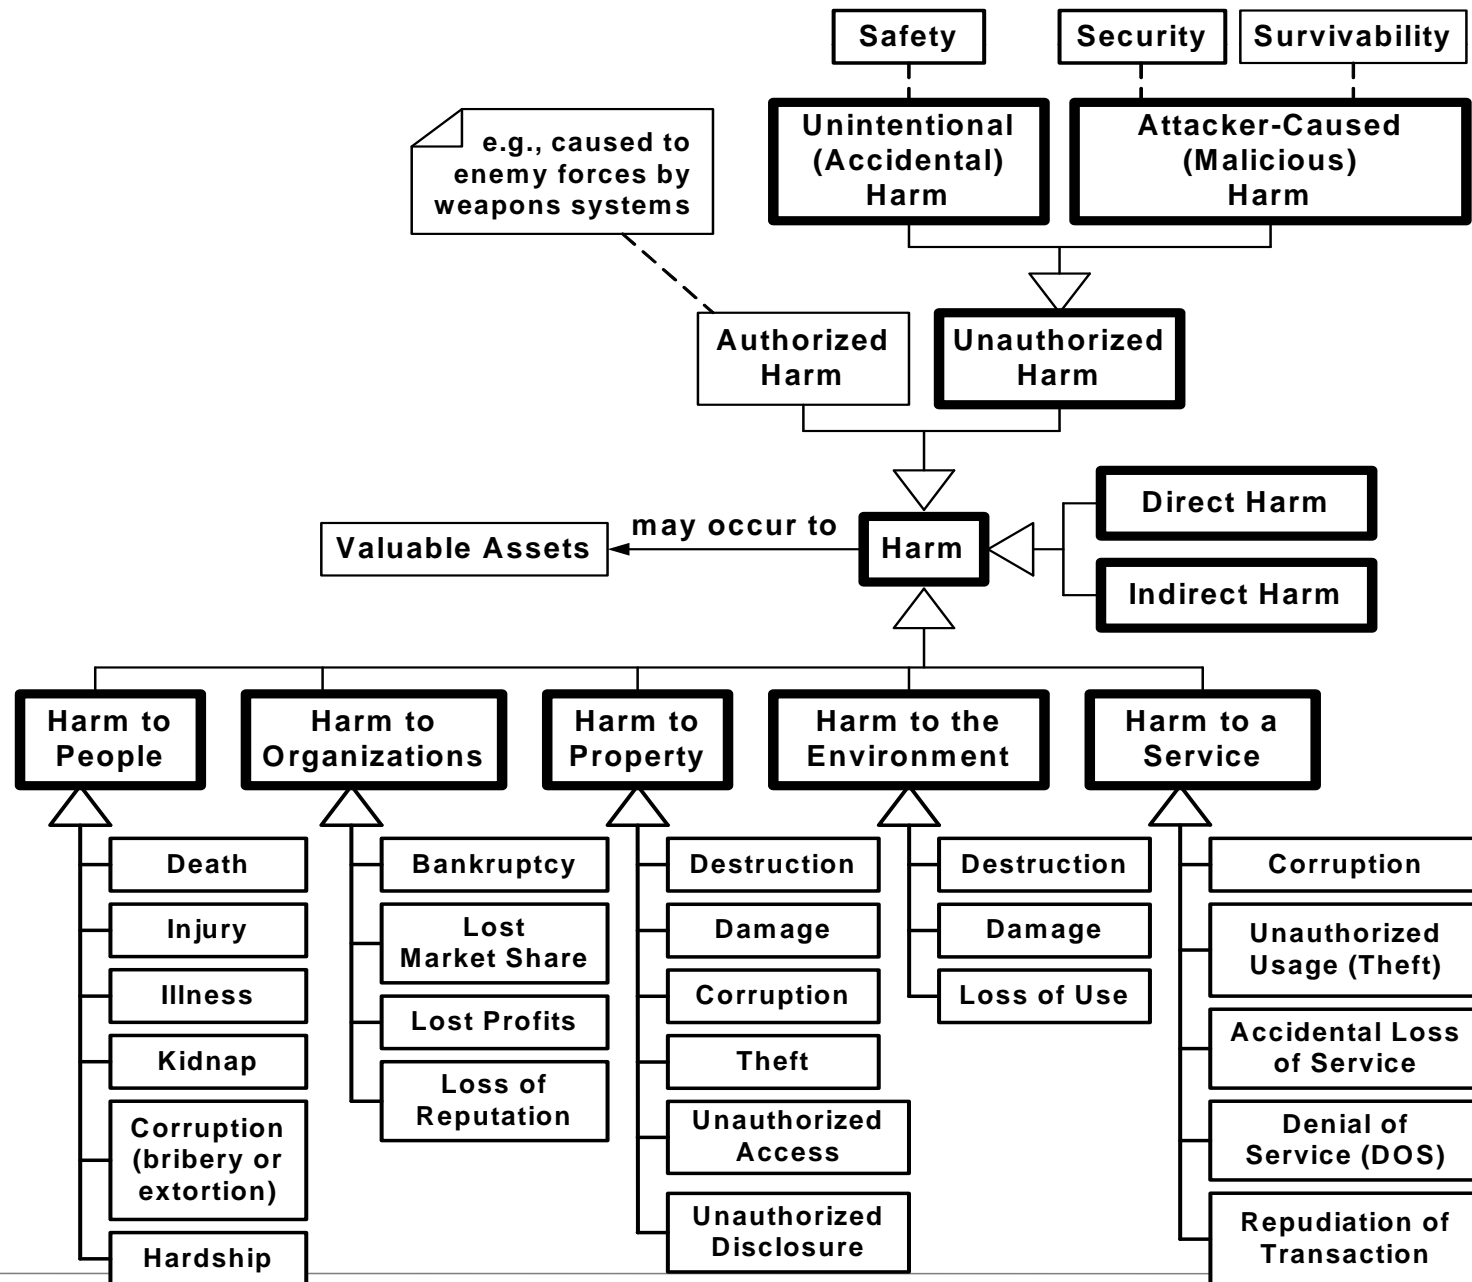 Safety
Security
Survivability
e.g., caused to
enemy forces by
weapons systems
Unintentional
(Accidental)
Harm
Attacker-Caused
(Malicious)
Harm
Authorized
Harm
Unauthorized
Harm
Valuable Assets
may occur to
Harm
Direct Harm
Indirect Harm
Harm to
People
Harm to
Organizations
Harm to
Property
Harm to the
Environment
Harm to a
Service
Death
Injury
Illness
Kidnap
Corruption
(bribery or
extortion)
Hardship
Bankruptcy
Lost
Market Share
Lost Profits
Loss of
Reputation
Destruction
Damage
Corruption
Theft
Unauthorized
Access
Unauthorized
Disclosure
Destruction
Damage
Loss of Use
Corruption
Unauthorized
Usage (Theft)
Accidental Loss
of Service
Denial of
Service (DOS)
Repudiation of
Transaction